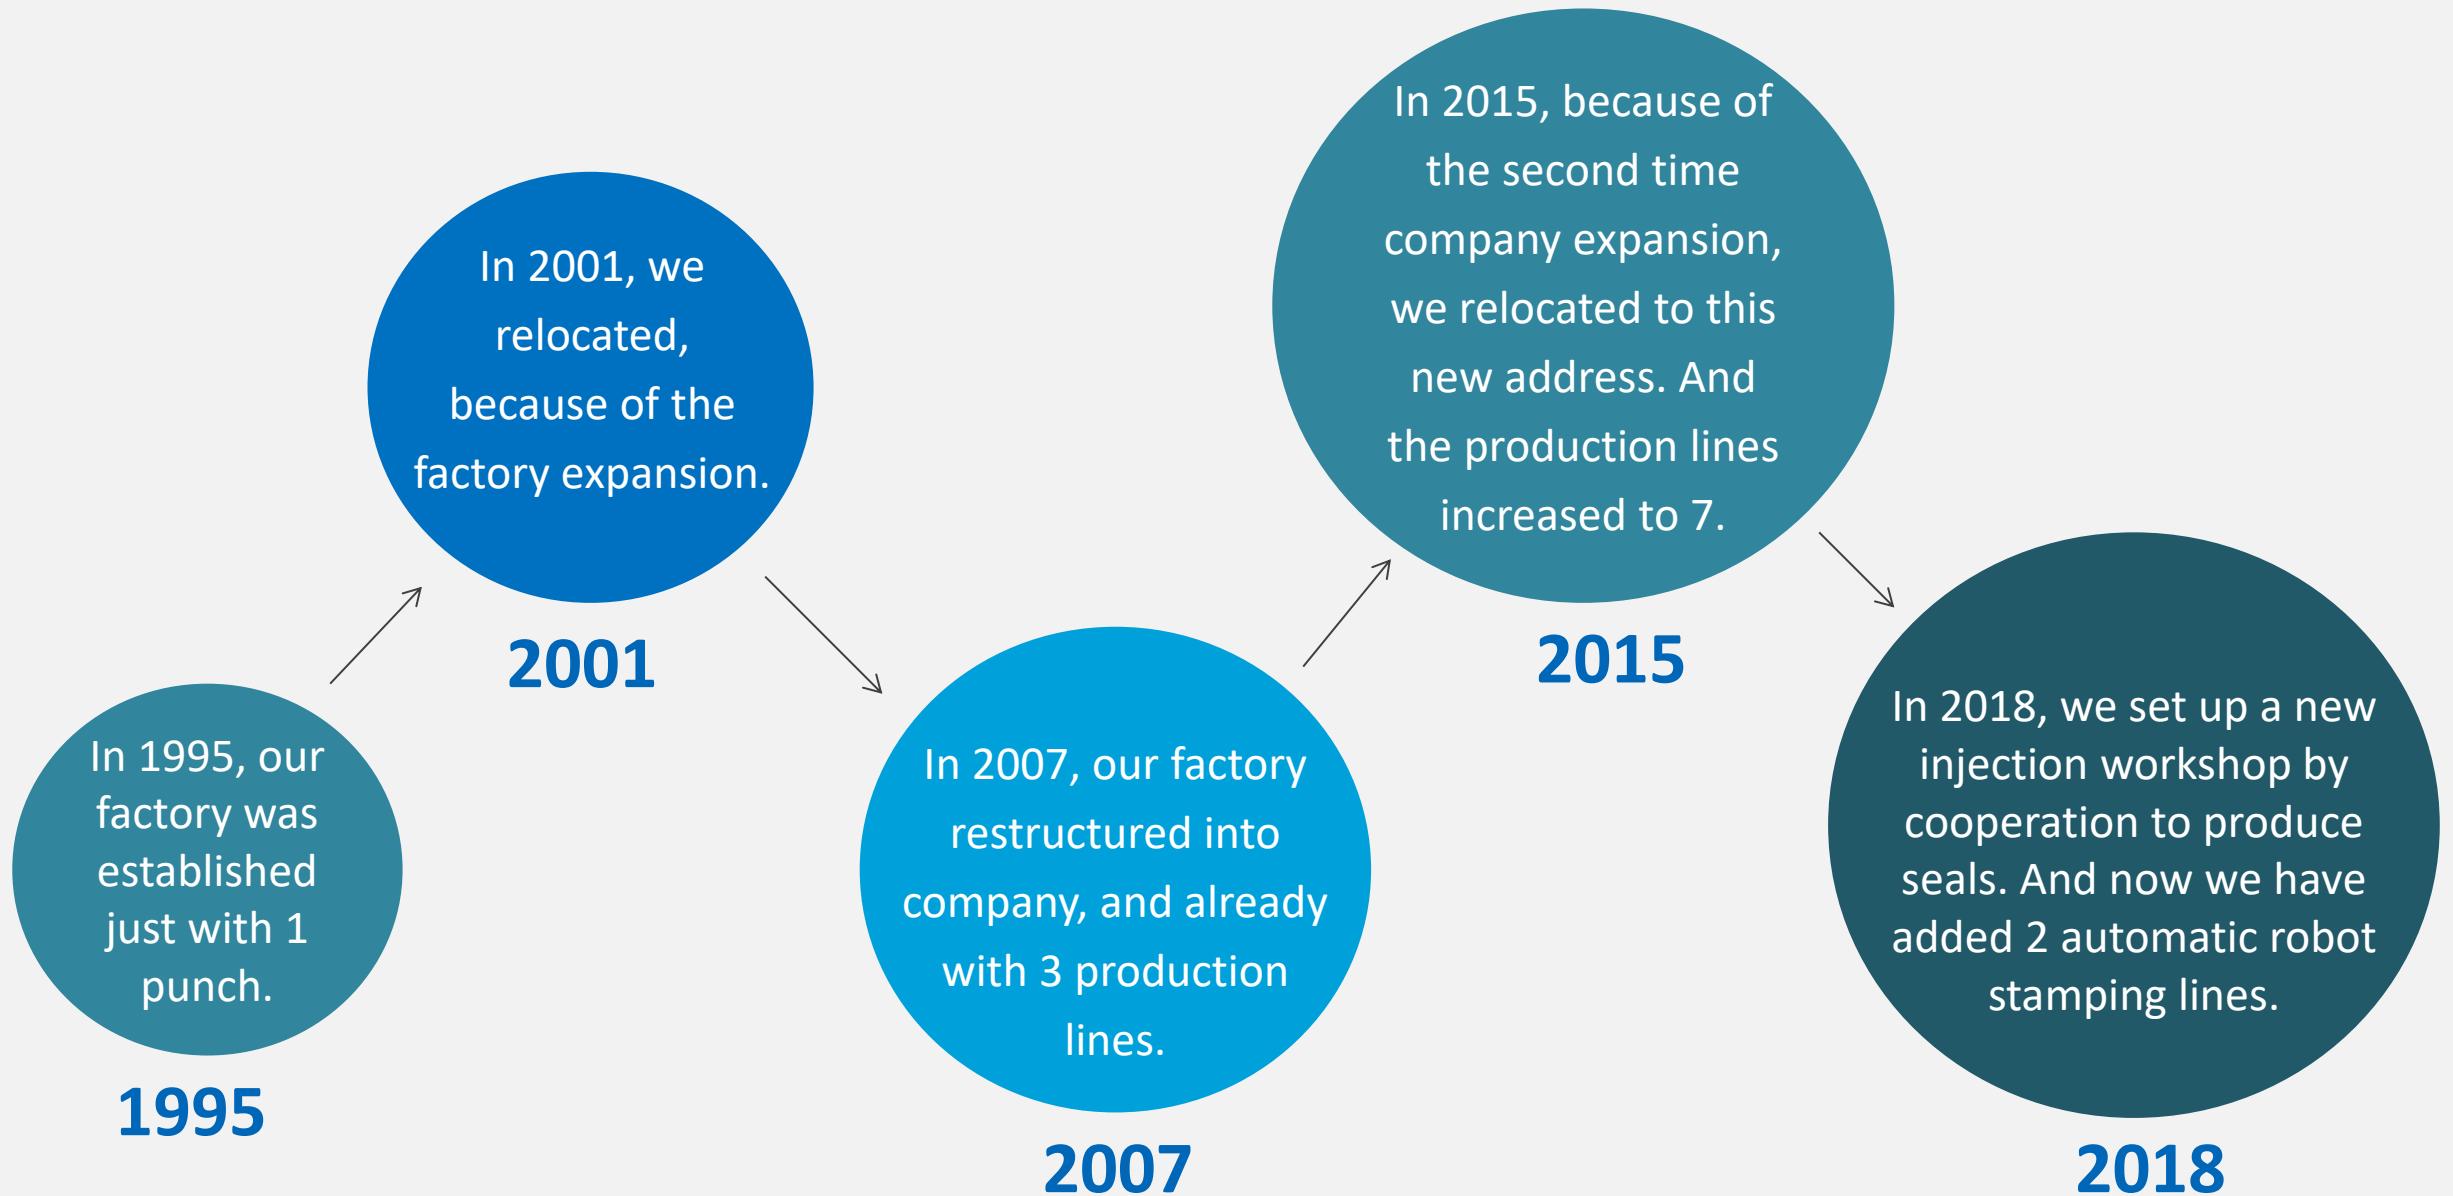 In 1995, our
factory was
established
just with 1
punch.
1995
In 2001, we
relocated,
because of the
factory expansion.
2001
In 2007, our factory
restructured into
company, and already
with 3 production
lines.
2007
In 2015, because of
the second time
company expansion,
we relocated to this
new address. And
the production lines
increased to 7.
2015
In 2018, we set up a new
injection workshop by
cooperation to produce
seals. And now we have
added 2 automatic robot
stamping lines.
2018